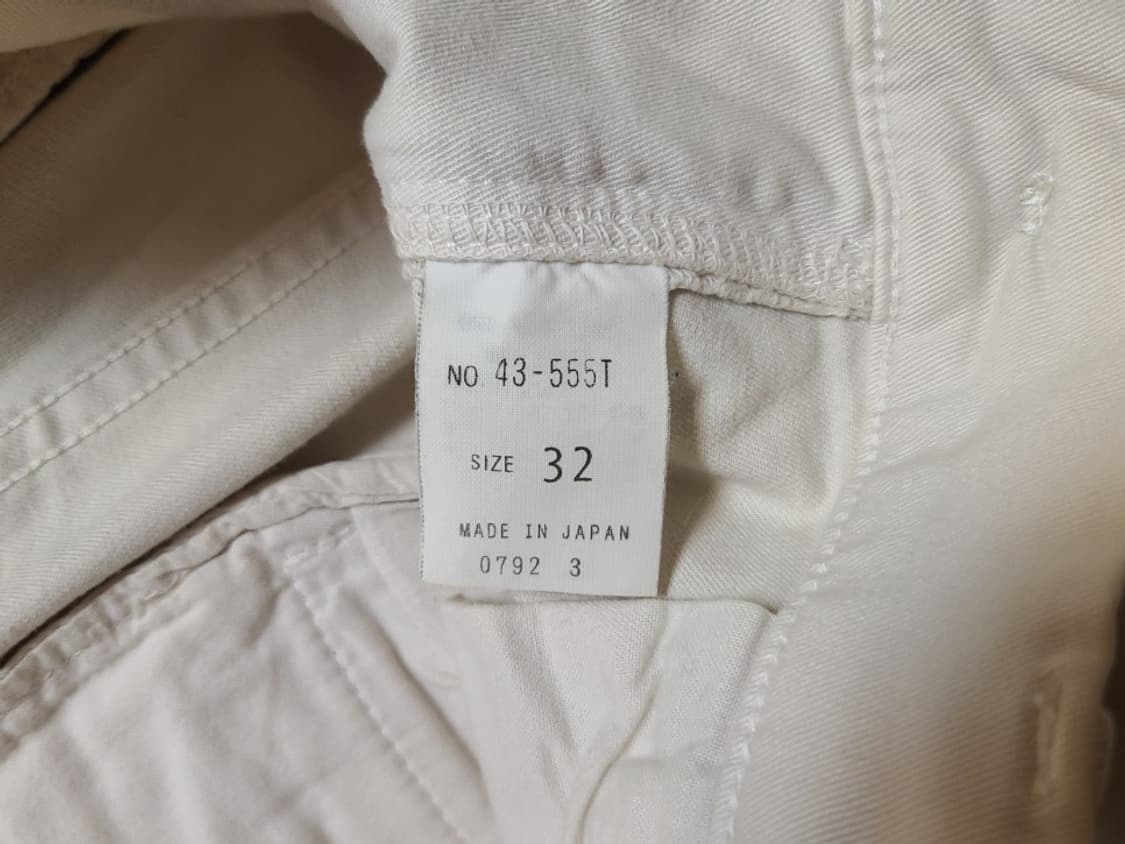 NO. 43-555T
SIZE 32
MADE IN JAPAN
0792 3